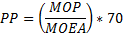 PP = (MOP / MOEA) * 70